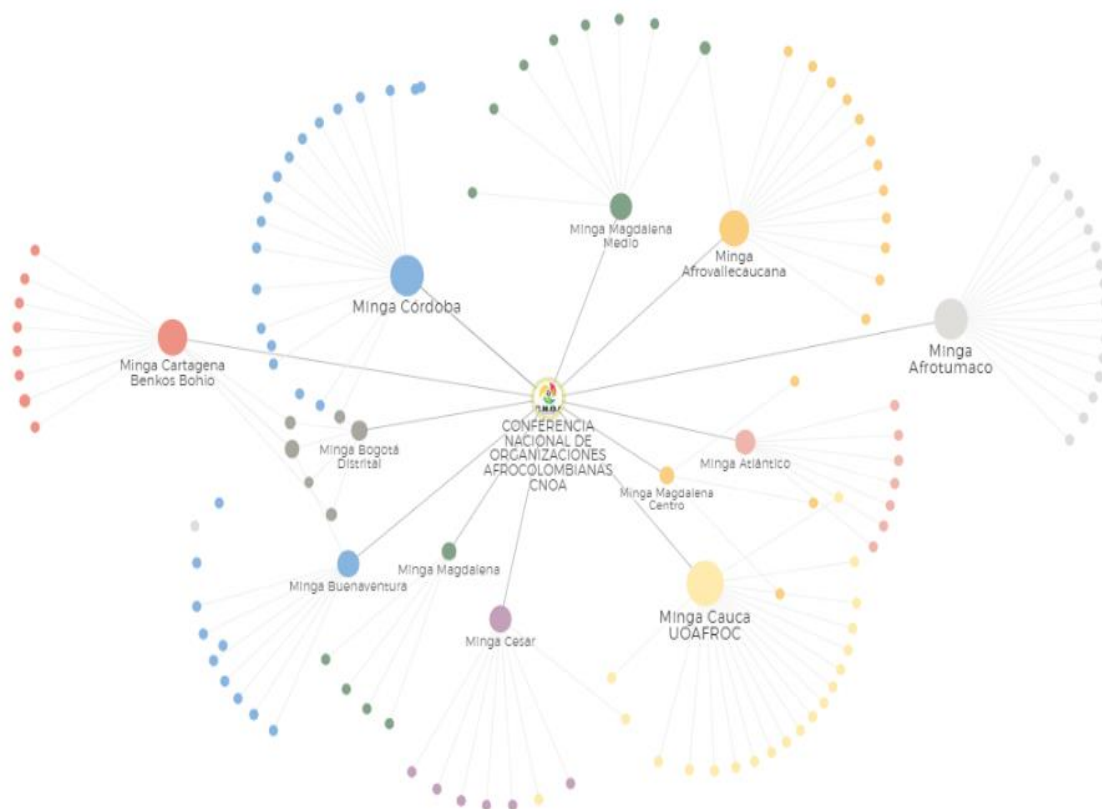 Minga Magdalena
Medio
Minga
Afrovallecaucana
Minga Córdoba
Minga
Afrotumaco
Minga Cartagena
Benkos Bohio
CONFERENCIA
NACIONAL DE
ORGANIZACIONES
AFROCOLOMBIANAS
CNOA
Minga Bogotá
Distrital
Minga Atlántico
Minga Magdalena
Centro
Minga Buenaventura
Minga Magdalena
Minga Cesar
Minga Cauca
UOAFROC